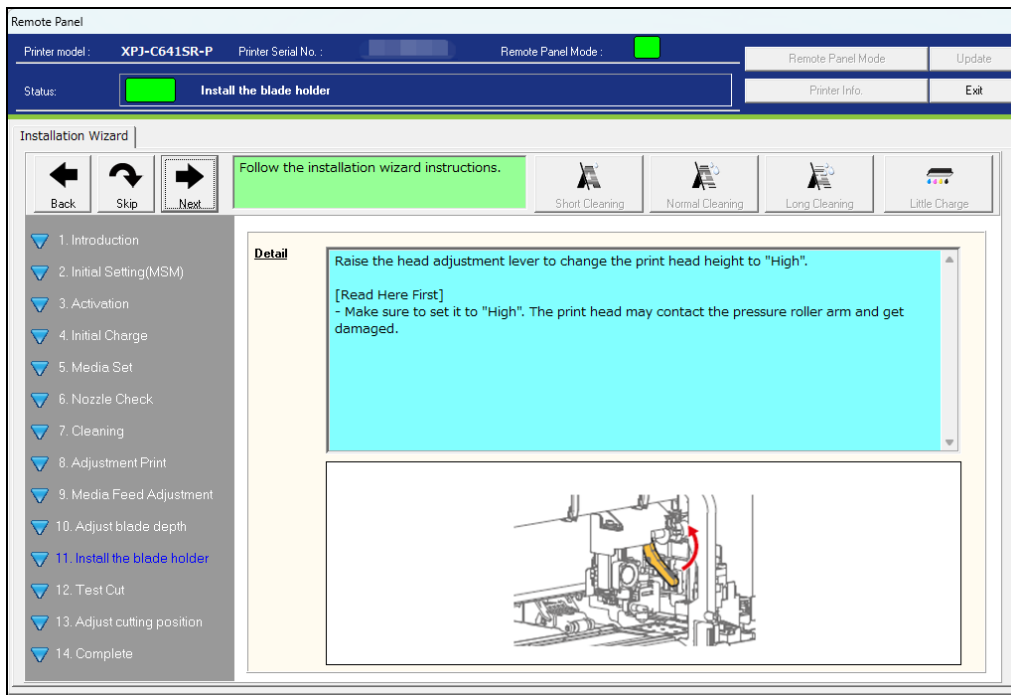 Remote Panel
Printer model : XPJ-C641SR-P Printer Serial No. : Remote Panel Mode :
Remote Panel Mode Update
Status: Install the blade holder
Printer Info. Exit
Installation Wizard
Back Skip Next
Follow the installation wizard instructions.
Short Cleaning Normal Cleaning Long Cleaning Little Charge
1. Introduction
2. Initial Setting(MSM)
3. Activation
4. Initial Charge
5. Media Set
6. Nozzle Check
7. Cleaning
8. Adjustment Print
9. Media Feed Adjustment
10. Adjust blade depth
11. Install the blade holder
12. Test Cut
13. Adjust cutting position
14. Complete
Detail
Raise the head adjustment lever to change the print head height to "High".
[Read Here First]
- Make sure to set it to "High". The print head may contact the pressure roller arm and get
damaged.